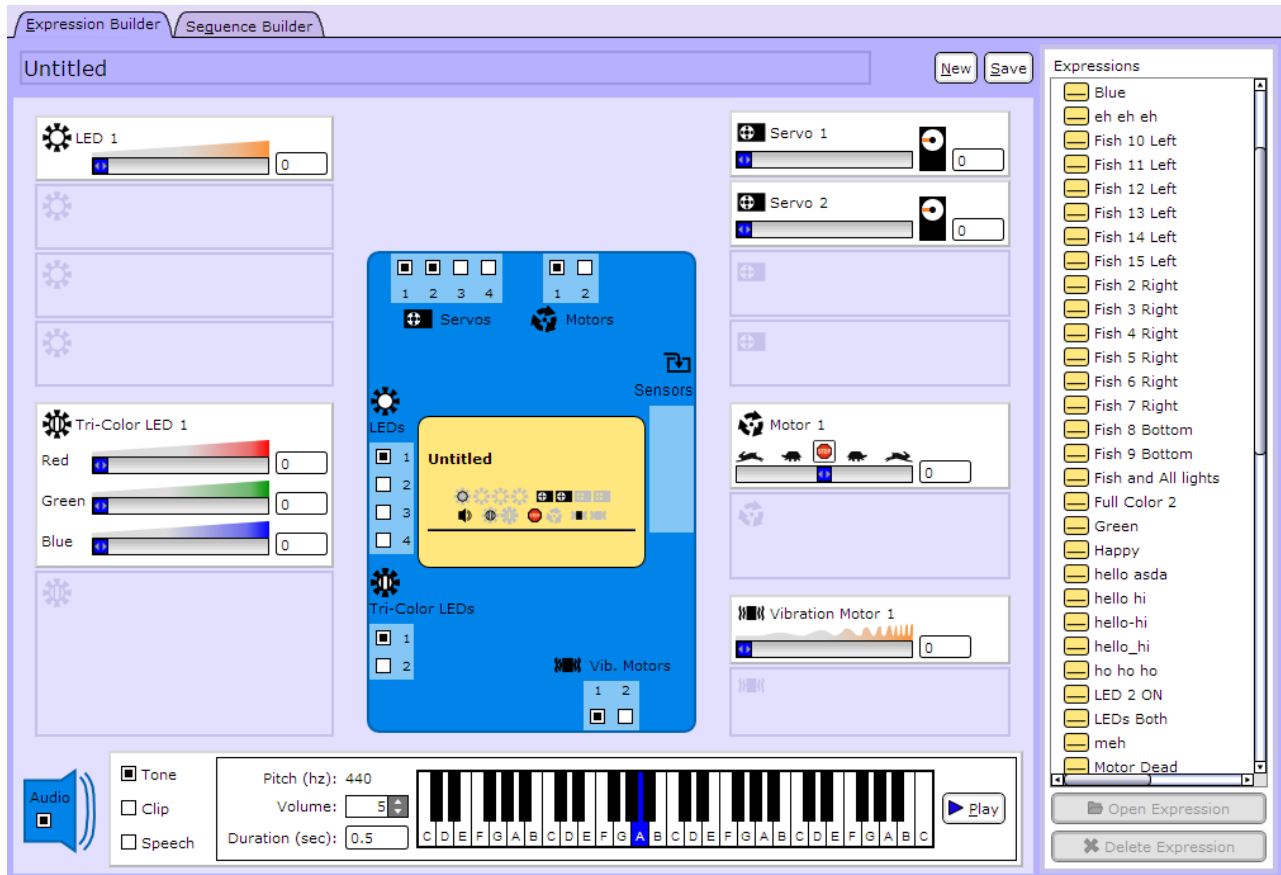 Expression Builder
Sequence Builder
Untitled
New
Save
LED 1
0
Tri-Color LED 1
Red
0
Green
0
Blue
0
1 2 3 4
Servos
1 2
Motors
Sensors
LEDs
1
2
3
4
Untitled
STOP
Tri-Color LEDs
1
2
Vib. Motors
1 2
Servo 1
0
Servo 2
0
Motor 1
STOP
0
Vibration Motor 1
0
Audio
Tone
Clip
Speech
Pitch (hz): 440
Volume: 5
Duration (sec): 0.5
C D E F G A B C D E F G A B C D E F G A B C D E F G A B C
Play
Expressions
Blue
eh eh eh
Fish 10 Left
Fish 11 Left
Fish 12 Left
Fish 13 Left
Fish 14 Left
Fish 15 Left
Fish 2 Right
Fish 3 Right
Fish 4 Right
Fish 5 Right
Fish 6 Right
Fish 7 Right
Fish 8 Bottom
Fish 9 Bottom
Fish and All lights
Full Color 2
Green
Happy
hello asda
hello hi
hello-hi
hello_hi
ho ho ho
LED 2 ON
LEDs Both
meh
Motor Dead
Open Expression
Delete Expression